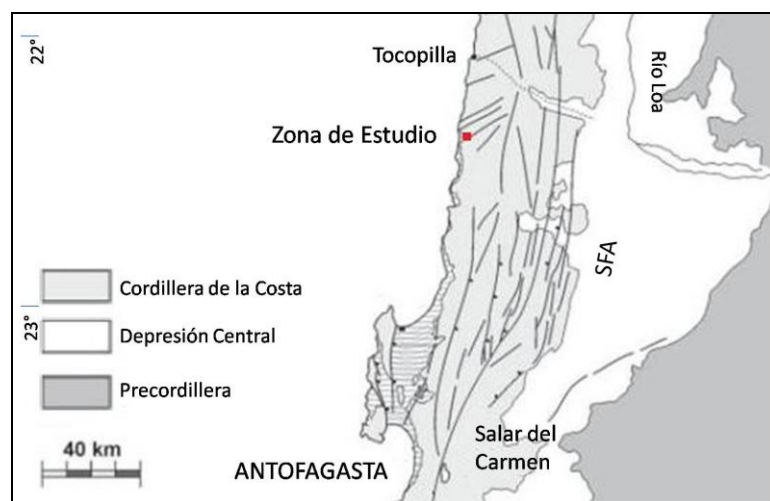 22°
Tocopilla
Río Loa
Zona de Estudio
SFA
Cordillera de la Costa
23°
Depresión Central
Precordillera
40 km
ANTOFAGASTA
Salar del
Carmen